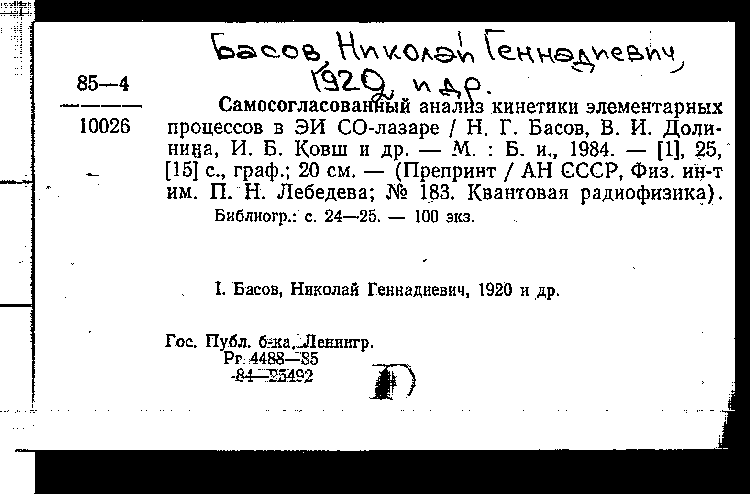 Басов, Николай Геннадиевич,
1920, и др.
85—4
10026
Самосогласованный анализ кинетики элементарных
процессов в ЭИ СО-лазаре / Н. Г. Басов, В. И. Доли-
нина, И. Б. Ковш и др. — М. : Б. и., 1984. — [1], 25,
[15] с., граф.; 20 см. — (Препринт / АН СССР, Физ. ин-т
им. П. Н. Лебедева; № 183. Квантовая радиофизика).
Библиогр.: с. 24—25. — 100 экз.
I. Басов, Николай Геннадиевич, 1920 и др.
Гос. Публ. б-ка, Ленингр.
Рг 4488—85
84—25492